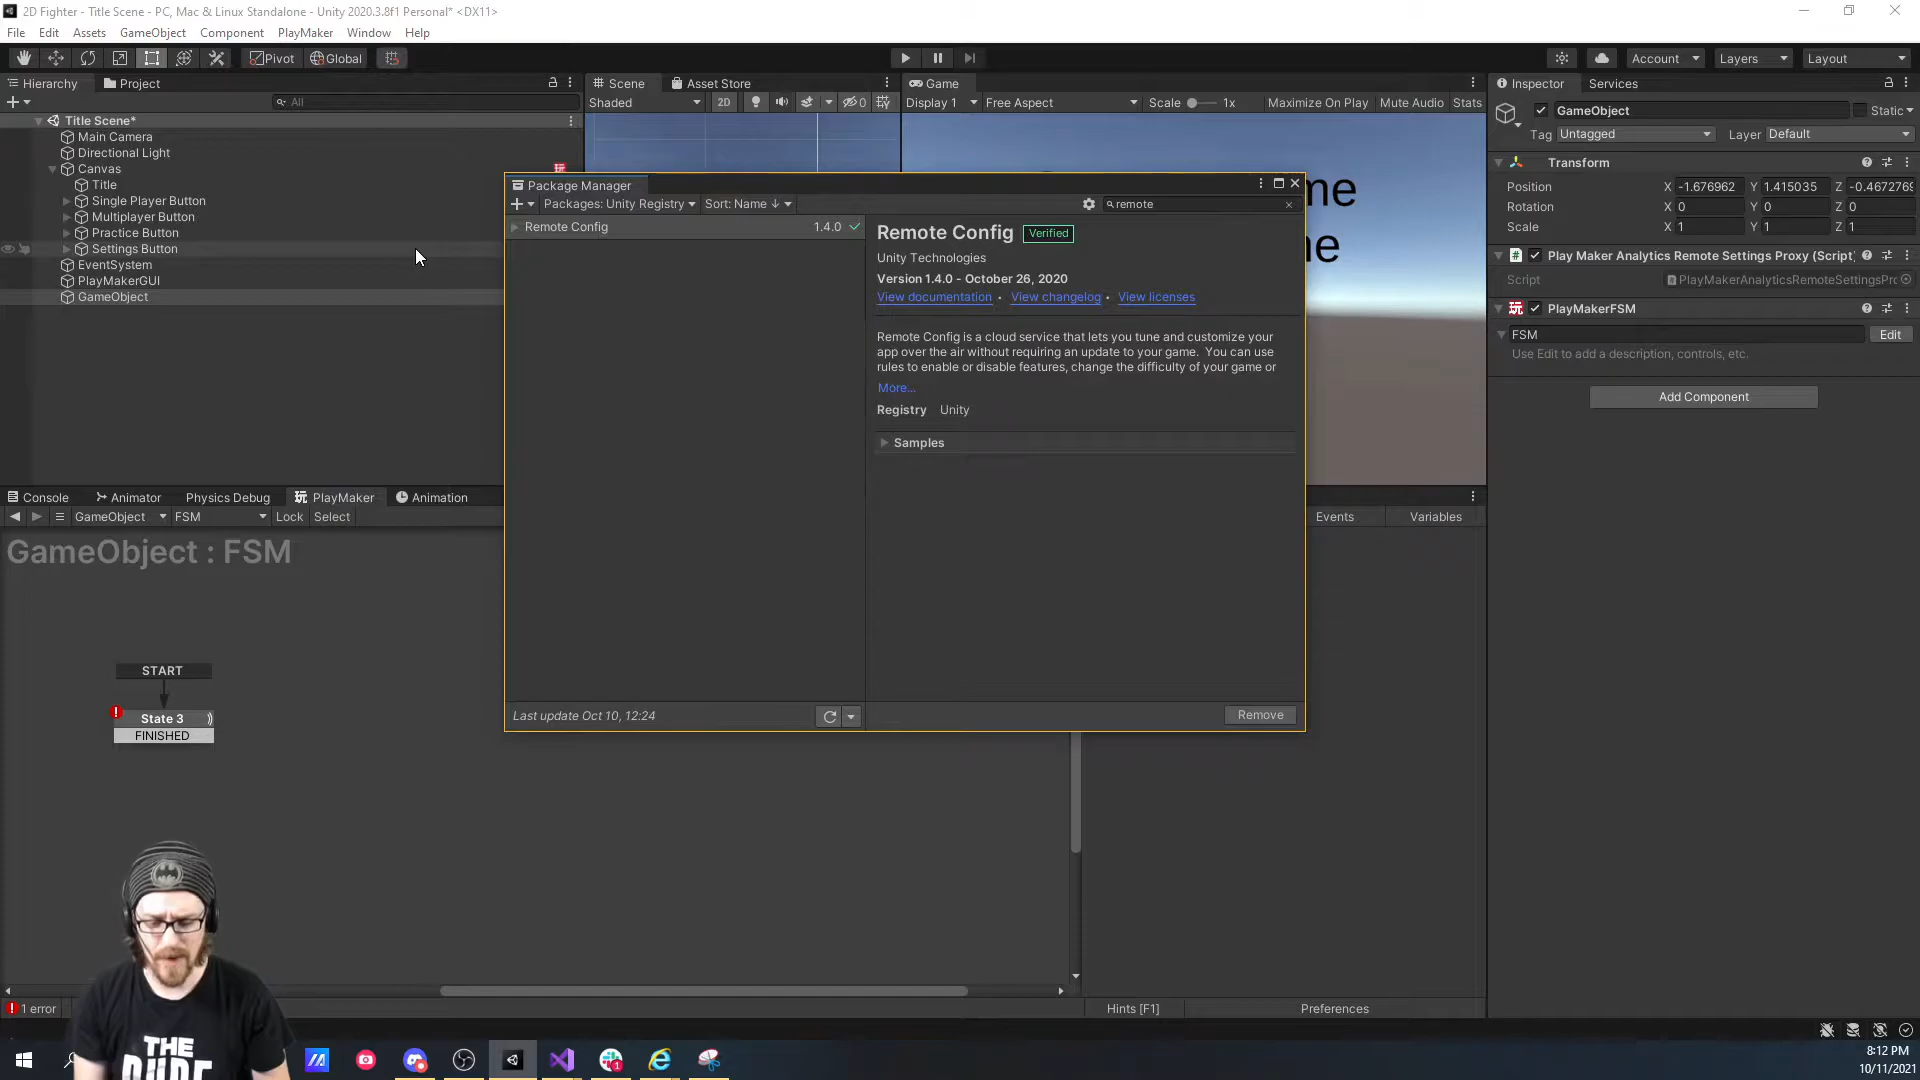 2D Fighter - Title Scene - PC, Mac & Linux Standalone - Unity 2020.3.8f1 Personal* <DX11>
File Edit Assets GameObject Component PlayMaker Window Help
Pivot Global Account Layers Layout
Hierarchy Project Scene Asset Store Game Inspector Services
All Shaded 2D 0 Display 1 Free Aspect Scale 1x Maximize On Play Mute Audio Stats
GameObject Static
Tag Untagged Layer Default
Title Scene*
Main Camera
Directional Light
Canvas
Title
Single Player Button
Multiplayer Button
Practice Button
Settings Button
EventSystem
PlayMakerGUI
GameObject
Package Manager
Packages: Unity Registry Sort: Name ↓ remote
Remote Config 1.4.0
Remote Config Verified
Unity Technologies
Version 1.4.0 - October 26, 2020
View documentation • View changelog • View licenses
Remote Config is a cloud service that lets you tune and customize your
app over the air without requiring an update to your game. You can use
rules to enable or disable features, change the difficulty of your game or
More...
Registry Unity
Samples
Last update Oct 10, 12:24
Remove
me
me
Transform
Position X -1.676962 Y 1.415035 Z -0.4672769
Rotation X 0 Y 0 Z 0
Scale X 1 Y 1 Z 1
Play Maker Analytics Remote Settings Proxy (Script)
Script PlayMakerAnalyticsRemoteSettingsPro
PlayMakerFSM
FSM Edit
Use Edit to add a description, controls, etc.
Add Component
Console Animator Physics Debug PlayMaker Animation
GameObject FSM Lock Select Events Variables
GameObject : FSM
START
State 3
FINISHED
1 error Hints [F1] Preferences
THE
DUDE
8:12 PM
10/11/2021